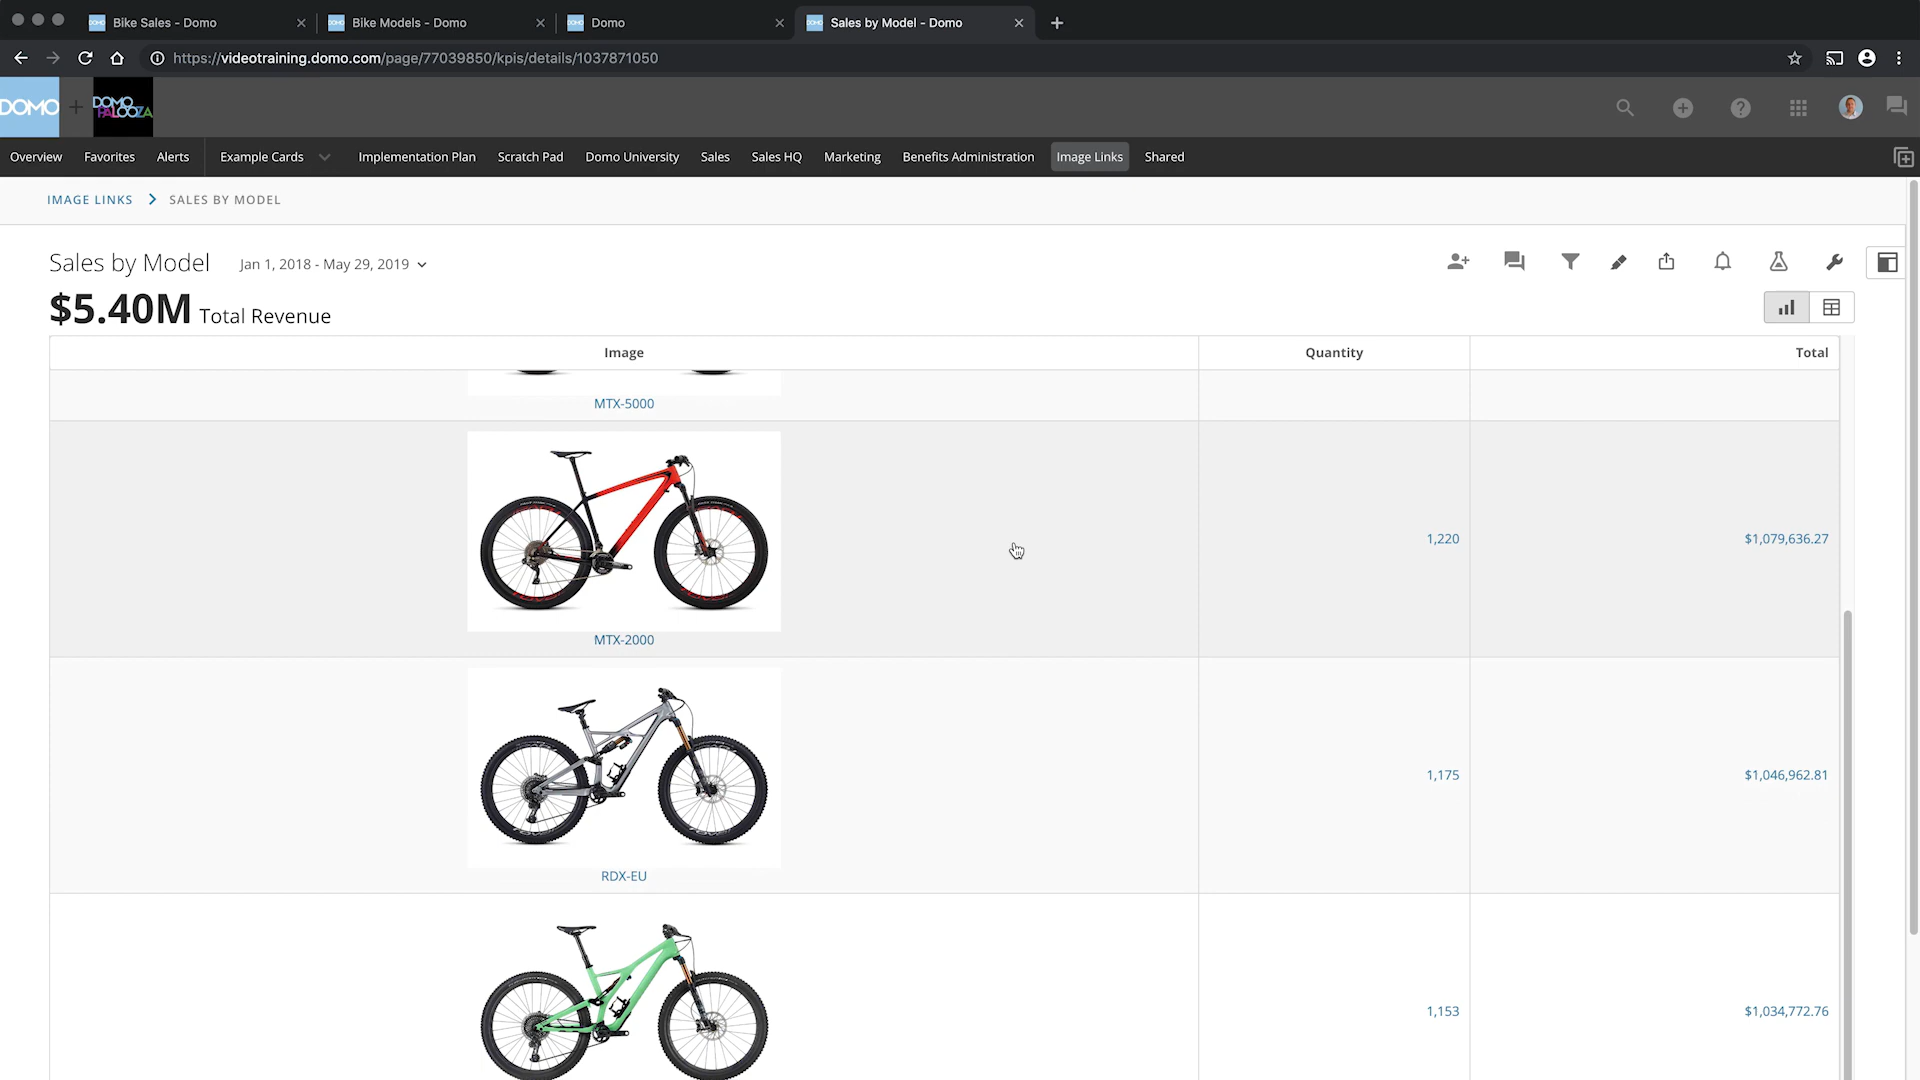 Bike Sales - Domo
Bike Models - Domo
Domo
Sales by Model - Domo
https://videotraining.domo.com/page/77039850/kpis/details/1037871050
DOMO
DOMO
PALOOZA
Overview
Favorites
Alerts
Example Cards
Implementation Plan
Scratch Pad
Domo University
Sales
Sales HQ
Marketing
Benefits Administration
Image Links
Shared
IMAGE LINKS
SALES BY MODEL
Sales by Model
Jan 1, 2018 - May 29, 2019
$5.40M Total Revenue
Image
Quantity
Total
MTX-5000
1,220
$1,079,636.27
MTX-2000
1,175
$1,046,962.81
RDX-EU
1,153
$1,034,772.76